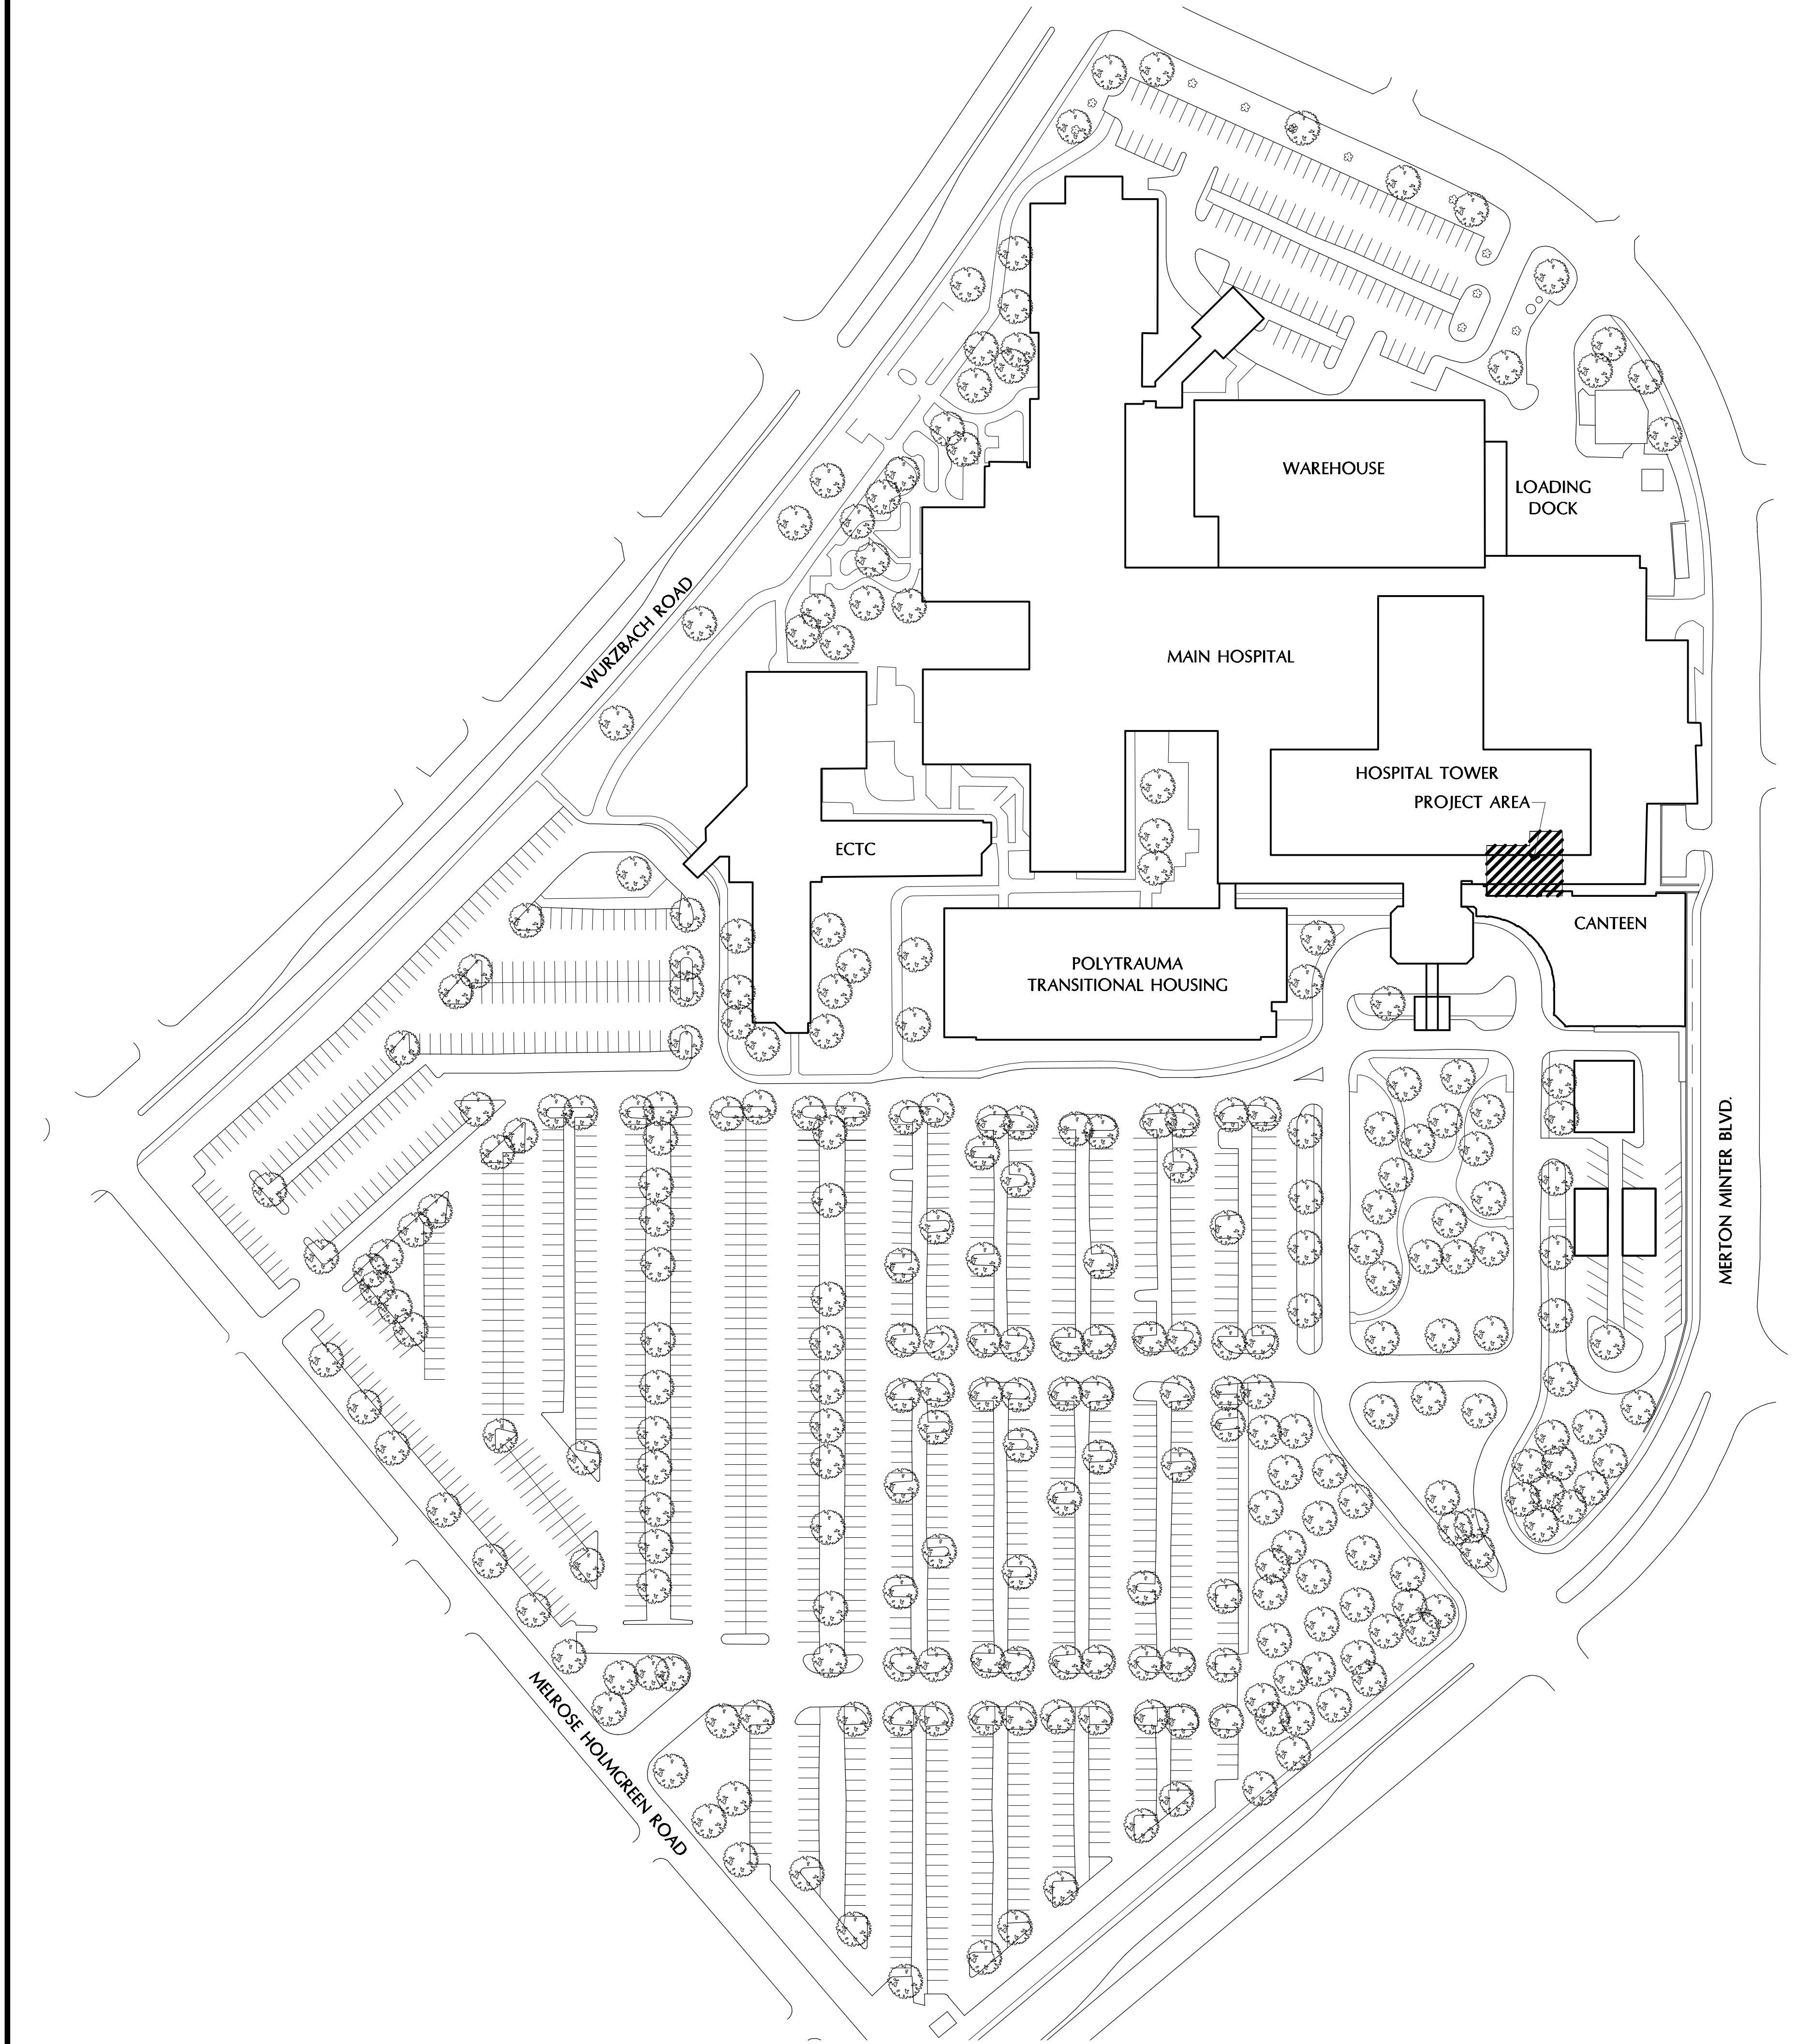 WAREHOUSE
LOADING
DOCK
WURZBACH ROAD
MAIN HOSPITAL
HOSPITAL TOWER
PROJECT AREA
ECTC
CANTEEN
POLYTRAUMA
TRANSITIONAL HOUSING
MERTON MINTER BLVD.
MELROSE HOLMGREEN ROAD